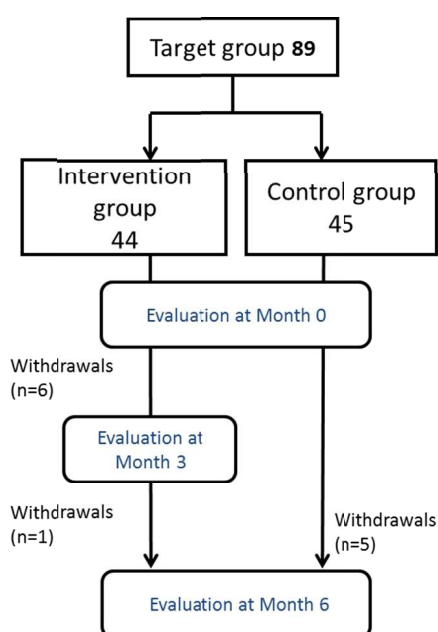 Target group 89
Intervention
group
44
Control group
45
Evaluation at Month 0
Withdrawals
(n=6)
Evaluation at
Month 3
Withdrawals
(n=1)
Withdrawals
(n=5)
Evaluation at Month 6